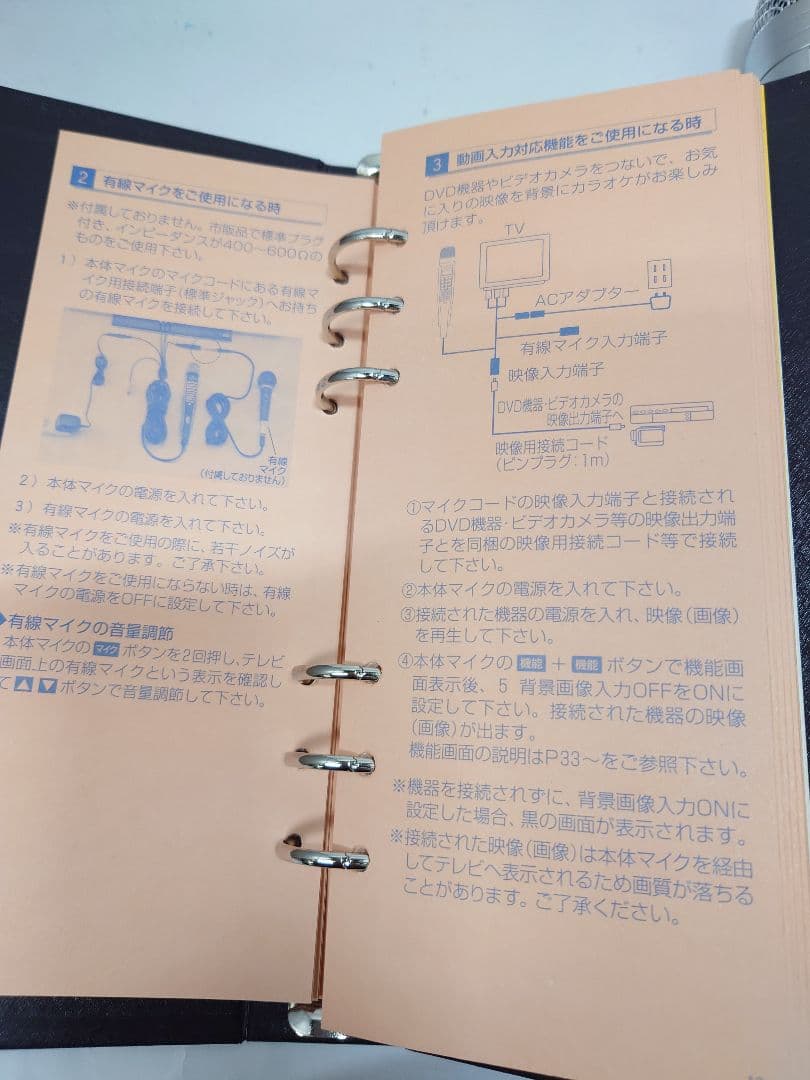 2 有線マイクをご使用になる時
※付属しておりません。市販品で標準プラグ
付き、インピーダンスが400～600Ωの
ものをご使用下さい。
1）本体マイクのマイクコードにある有線マ
イク用接続端子(標準ジャック)へお持ち
の有線マイクを接続して下さい。
有線
マイク
(付属しておりません)
2）本体マイクの電源を入れて下さい。
3）有線マイクの電源を入れて下さい。
※有線マイクをご使用の際に、若干ノイズが
入ることがあります。ご了承下さい。
※有線マイクをご使用にならない時は、有線
マイクの電源をOFFに設定して下さい。
◆有線マイクの音量調節
本体マイクの マイク ボタンを2回押し、テレビ
画面上の有線マイクという表示を確認し
て▲▼ボタンで音量調節して下さい。
3 動画入力対応機能をご使用になる時
DVD機器やビデオカメラをつないで、お気
に入りの映像を背景にカラオケがお楽しみ
頂けます。
TV
ACアダプター
有線マイク入力端子
映像入力端子
DVD機器・ビデオカメラの
映像出力端子へ
映像用接続コード
(ピンプラグ:1m)
①マイクコードの映像入力端子と接続され
るDVD機器・ビデオカメラ等の映像出力端
子とを同梱の映像用接続コード等で接続
して下さい。
②本体マイクの電源を入れて下さい。
③接続された機器の電源を入れ、映像(画像)
を再生して下さい。
④本体マイクの 機能 ＋ 機能 ボタンで機能画
面表示後、5 背景画像入力OFFをONに
設定して下さい。接続された機器の映像
(画像)が出ます。
機能画面の説明はP33～をご参照下さい。
※機器を接続されずに、背景画像入力ONに
設定した場合、黒の画面が表示されます。
※接続された映像(画像)は本体マイクを経由
してテレビへ表示されるため画質が落ちる
ことがあります。ご了承ください。